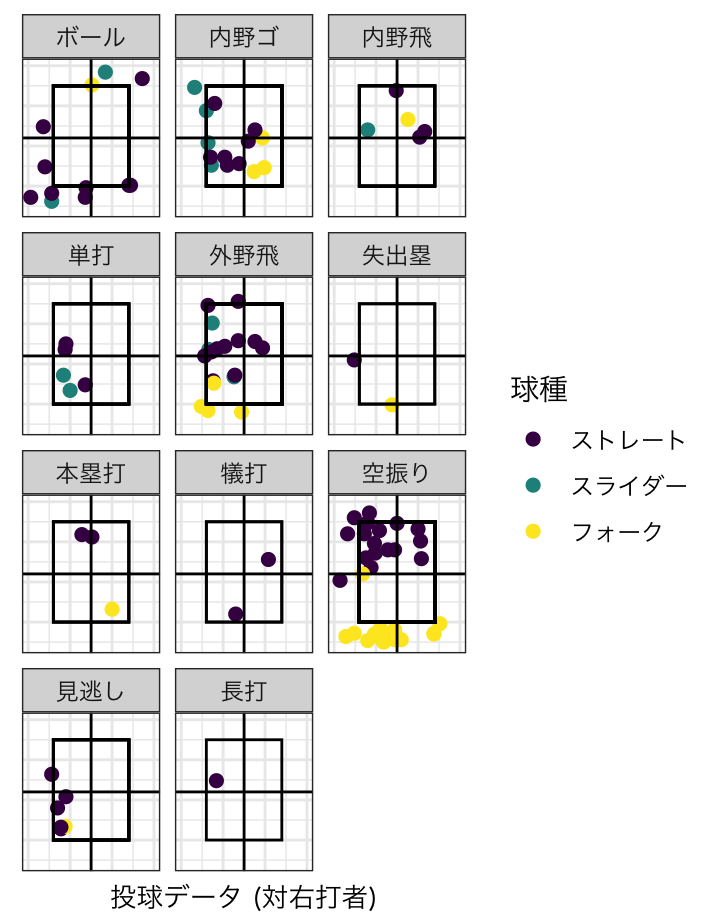 ボール
内野ゴ
内野飛
単打
外野飛
失出塁
本塁打
犠打
空振り
見逃し
長打
球種
ストレート
スライダー
フォーク
投球データ (対右打者)